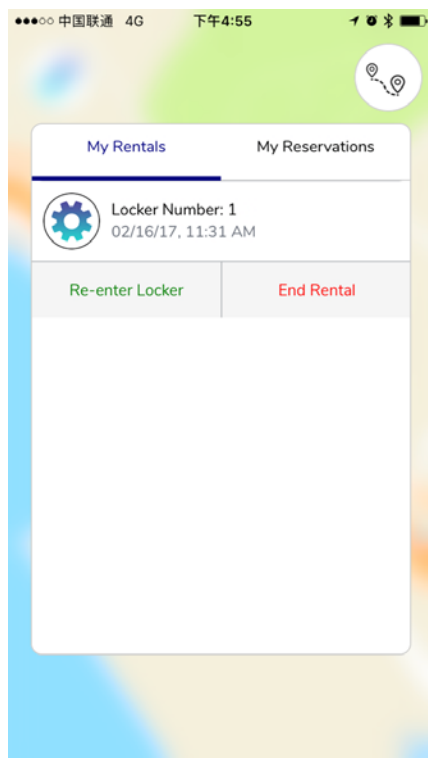 中国联通 4G 下午4:55
My Rentals My Reservations
Locker Number: 1
02/16/17, 11:31 AM
Re-enter Locker End Rental